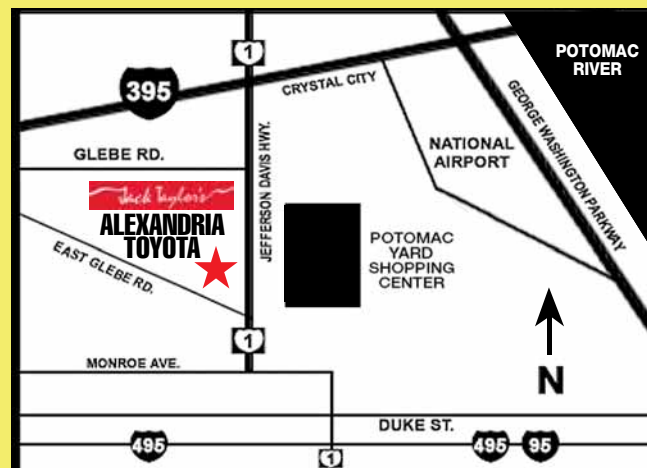 1
POTOMAC
RIVER
395
CRYSTAL CITY
GEORGE WASHINGTON PARKWAY
GLEBE RD.
NATIONAL
AIRPORT
JEFFERSON DAVIS HWY.
Jack Taylor's
ALEXANDRIA
TOYOTA
EAST GLEBE RD.
POTOMAC
YARD
SHOPPING
CENTER
1
MONROE AVE.
N
DUKE ST.
495
1
495
95